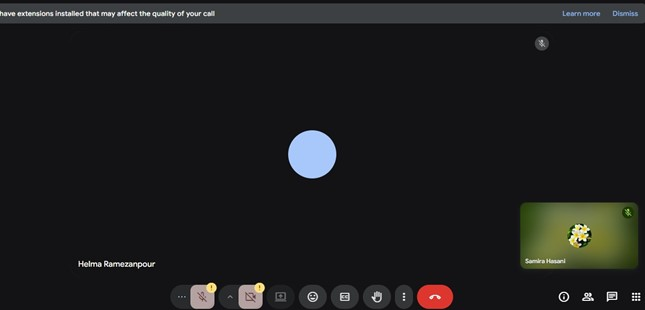 have extensions installed that may affect the quality of your call
Learn more
Dismiss
Samira Hasani
Helma Ramezanpour